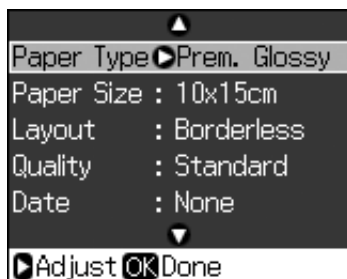 Paper Type Prem. Glossy
Paper Size : 10x15cm
Layout : Borderless
Quality : Standard
Date : None
Adjust OK Done